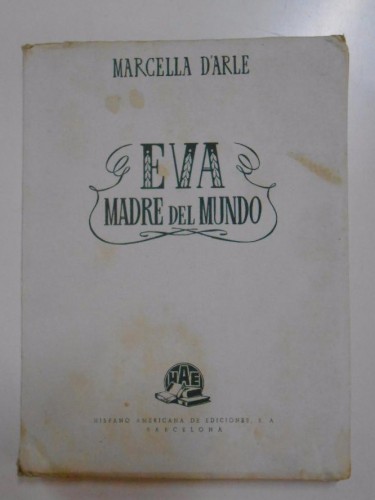 MARCELLA D'ARLE
EVA
MADRE DEL MUNDO
HAE
HISPANO AMERICANA DE EDICIONES, S. A.
BARCELONA